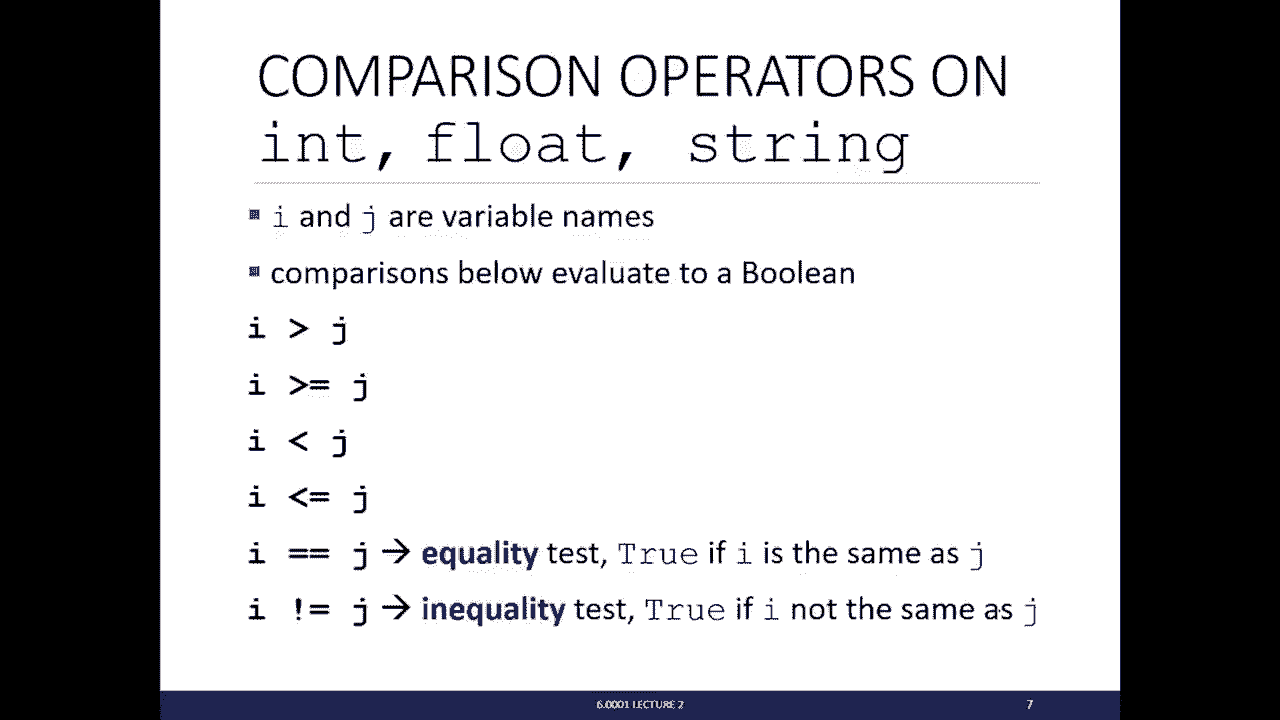 COMPARISON OPERATORS ON
int, float, string
▪ i and j are variable names
▪ comparisons below evaluate to a Boolean
i > j
i >= j
i < j
i <= j
i == j → equality test, True if i is the same as j
i != j → inequality test, True if i not the same as j
6.0001 LECTURE 2
7